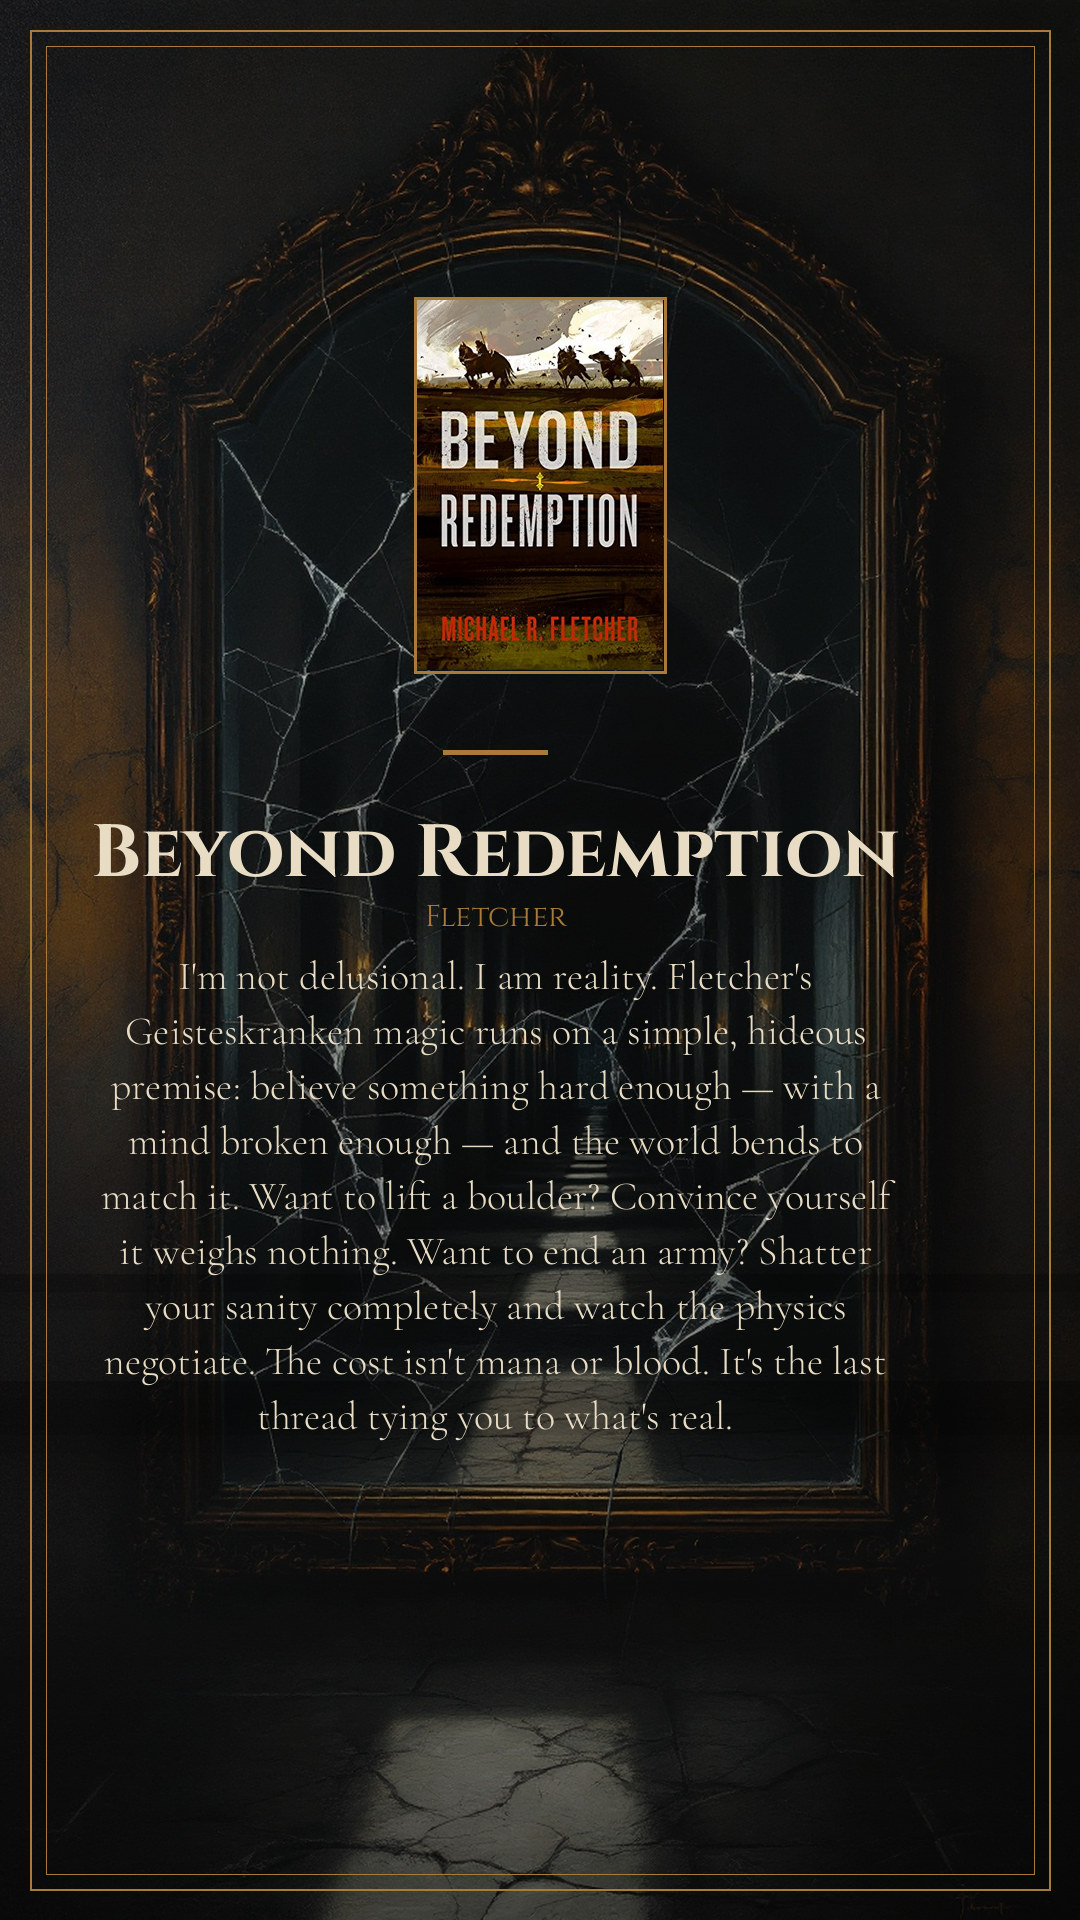 BEYOND
REDEMPTION
MICHAEL R. FLETCHER
Beyond Redemption
Fletcher
I'm not delusional. I am reality. Fletcher's
Geisteskranken magic runs on a simple, hideous
premise: believe something hard enough — with a
mind broken enough — and the world bends to
match it. Want to lift a boulder? Convince yourself
it weighs nothing. Want to end an army? Shatter
your sanity completely and watch the physics
negotiate. The cost isn't mana or blood. It's the last
thread tying you to what's real.